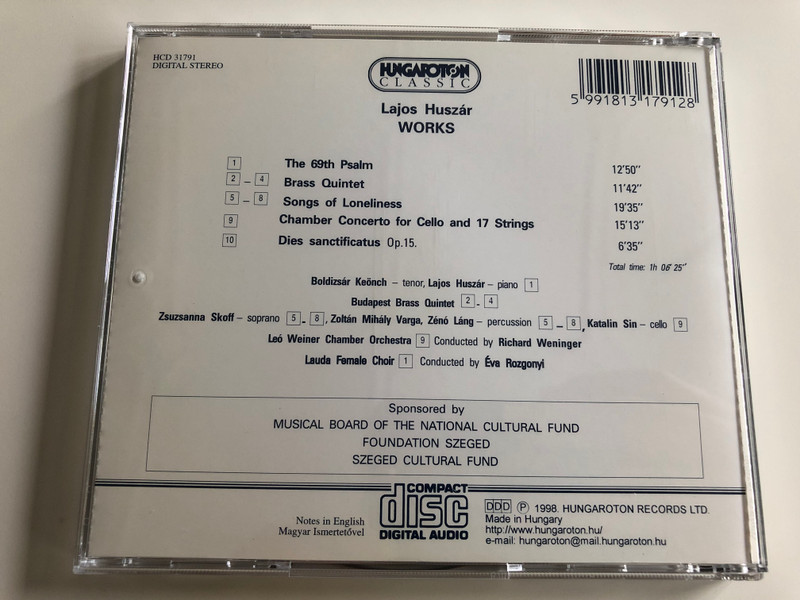 HCD 31791
DIGITAL STEREO
HUNGAROTON
CLASSIC
5 991813 179128
Lajos Huszár
WORKS
1 The 69th Psalm 12'50"
2 – 4 Brass Quintet 11'42"
5 – 8 Songs of Loneliness 19'35"
9 Chamber Concerto for Cello and 17 Strings 15'13"
10 Dies sanctificatus Op.15. 6'35"
Total time: 1h 06' 25"
Boldizsár Keönch – tenor, Lajos Huszár – piano 1
Budapest Brass Quintet 2 - 4
Zsuzsanna Skoff – soprano 5 - 8, Zoltán Mihály Varga, Zénó Láng – percussion 5 – 8, Katalin Sin – cello 9
Leó Weiner Chamber Orchestra 9 Conducted by Richard Weninger
Lauda Female Choir 1 Conducted by Éva Rozgonyi
Sponsored by
MUSICAL BOARD OF THE NATIONAL CULTURAL FUND
FOUNDATION SZEGED
SZEGED CULTURAL FUND
Notes in English
Magyar Ismertetővel
COMPACT
disc
DIGITAL AUDIO
DDD Ⓟ 1998. HUNGAROTON RECORDS LTD.
Made in Hungary
http://www.hungaroton.hu/
e-mail: hungaroton@mail.hungaroton.hu